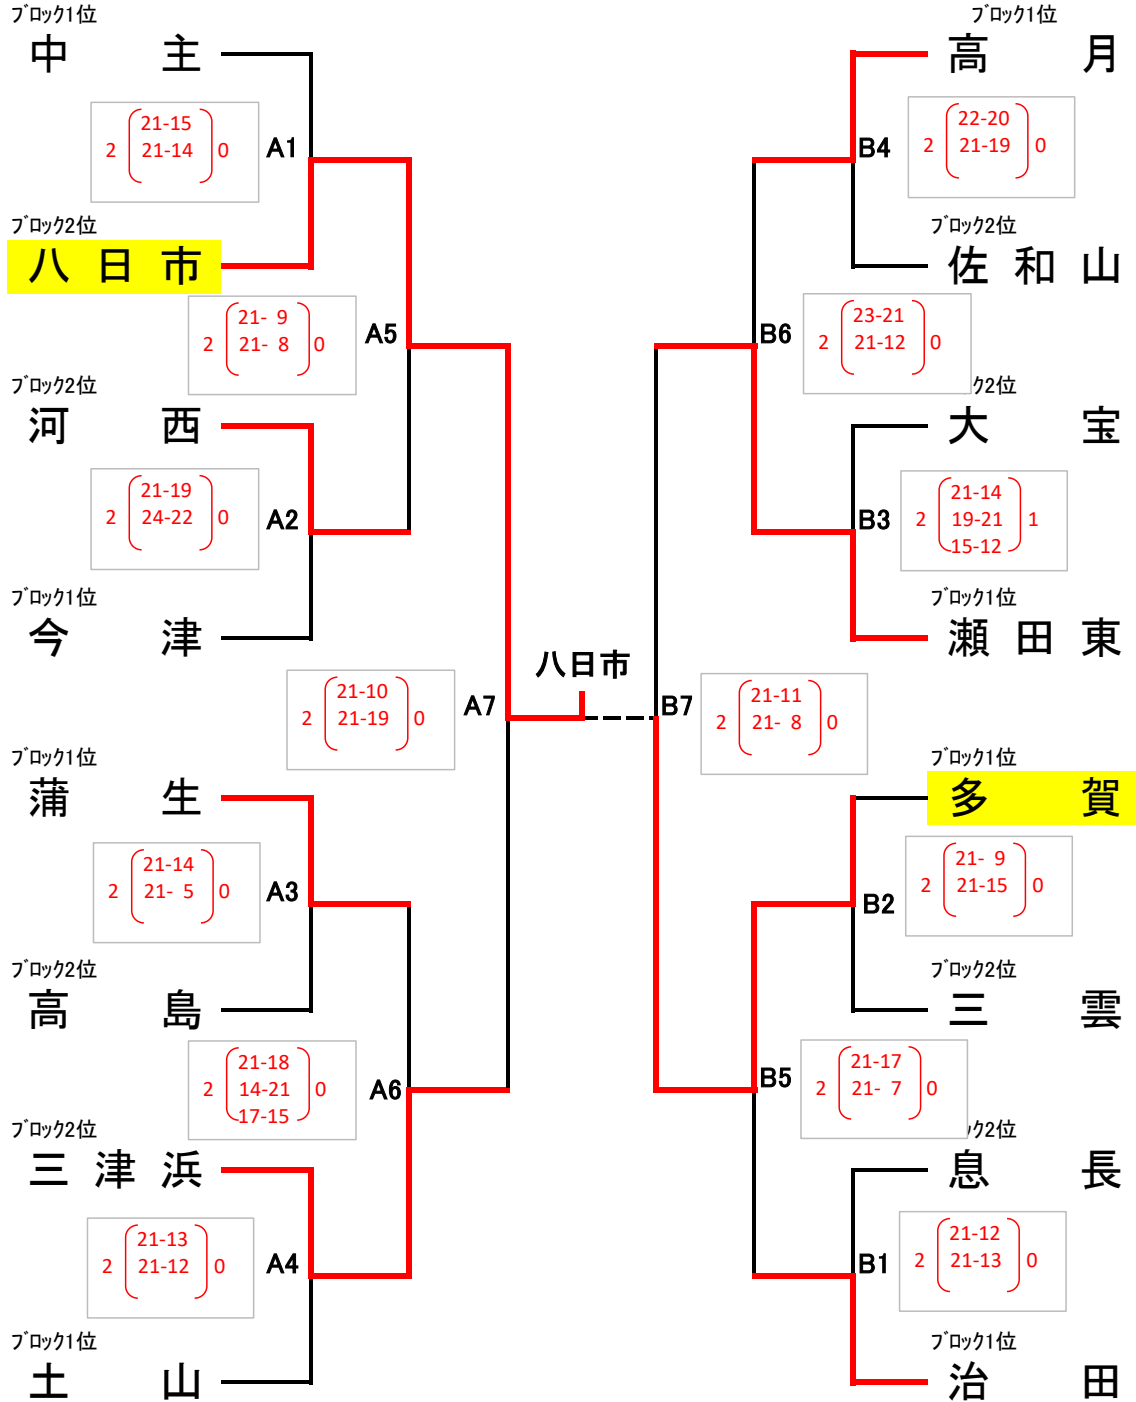 ブロック1位
中 主
2 21-15 0
21-14
A1
ブロック2位
八 日 市
2 21- 9 0
21- 8
A5
ブロック2位
河 西
2 21-19 0
24-22
A2
ブロック1位
今 津
2 21-10 0
21-19
A7
ブロック1位
蒲 生
2 21-14 0
21- 5
A3
ブロック2位
高 島
2 21-18 0
14-21
17-15
A6
ブロック2位
三 津 浜
2 21-13 0
21-12
A4
ブロック1位
土 山
八日市
ブロック1位
高 月
B4
2 22-20 0
21-19
ブロック2位
佐 和 山
B6
2 23-21 0
21-12
ック2位
大 宝
B3
2 21-14 1
19-21
15-12
ブロック1位
瀬 田 東
B7
2 21-11 0
21- 8
ブロック1位
多 賀
B2
2 21- 9 0
21-15
ブロック2位
三 雲
B5
2 21-17 0
21- 7
ック2位
息 長
B1
2 21-12 0
21-13
ブロック1位
治 田